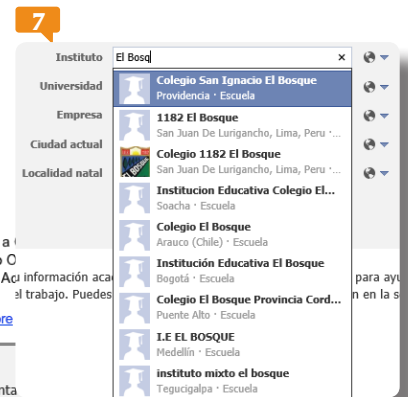 7
Instituto El Bosq ×
Universidad
Empresa
Ciudad actual
Localidad natal
Colegio San Ignacio El Bosque
Providencia · Escuela
1182 El Bosque
San Juan De Lurigancho, Lima, Peru ·...
Colegio 1182 El Bosque
San Juan De Lurigancho, Lima, Peru ·...
Institucion Educativa Colegio El...
Soacha · Escuela
Colegio El Bosque
Arauco (Chile) · Escuela
Institución Educativa El Bosque
Bogotá · Escuela
Colegio El Bosque Provincia Cord...
Puente Alto · Escuela
I.E EL BOSQUE
Medellín · Escuela
instituto mixto el bosque
Tegucigalpa · Escuela
a
O
información para ayu
el trabajo. Puedes en la